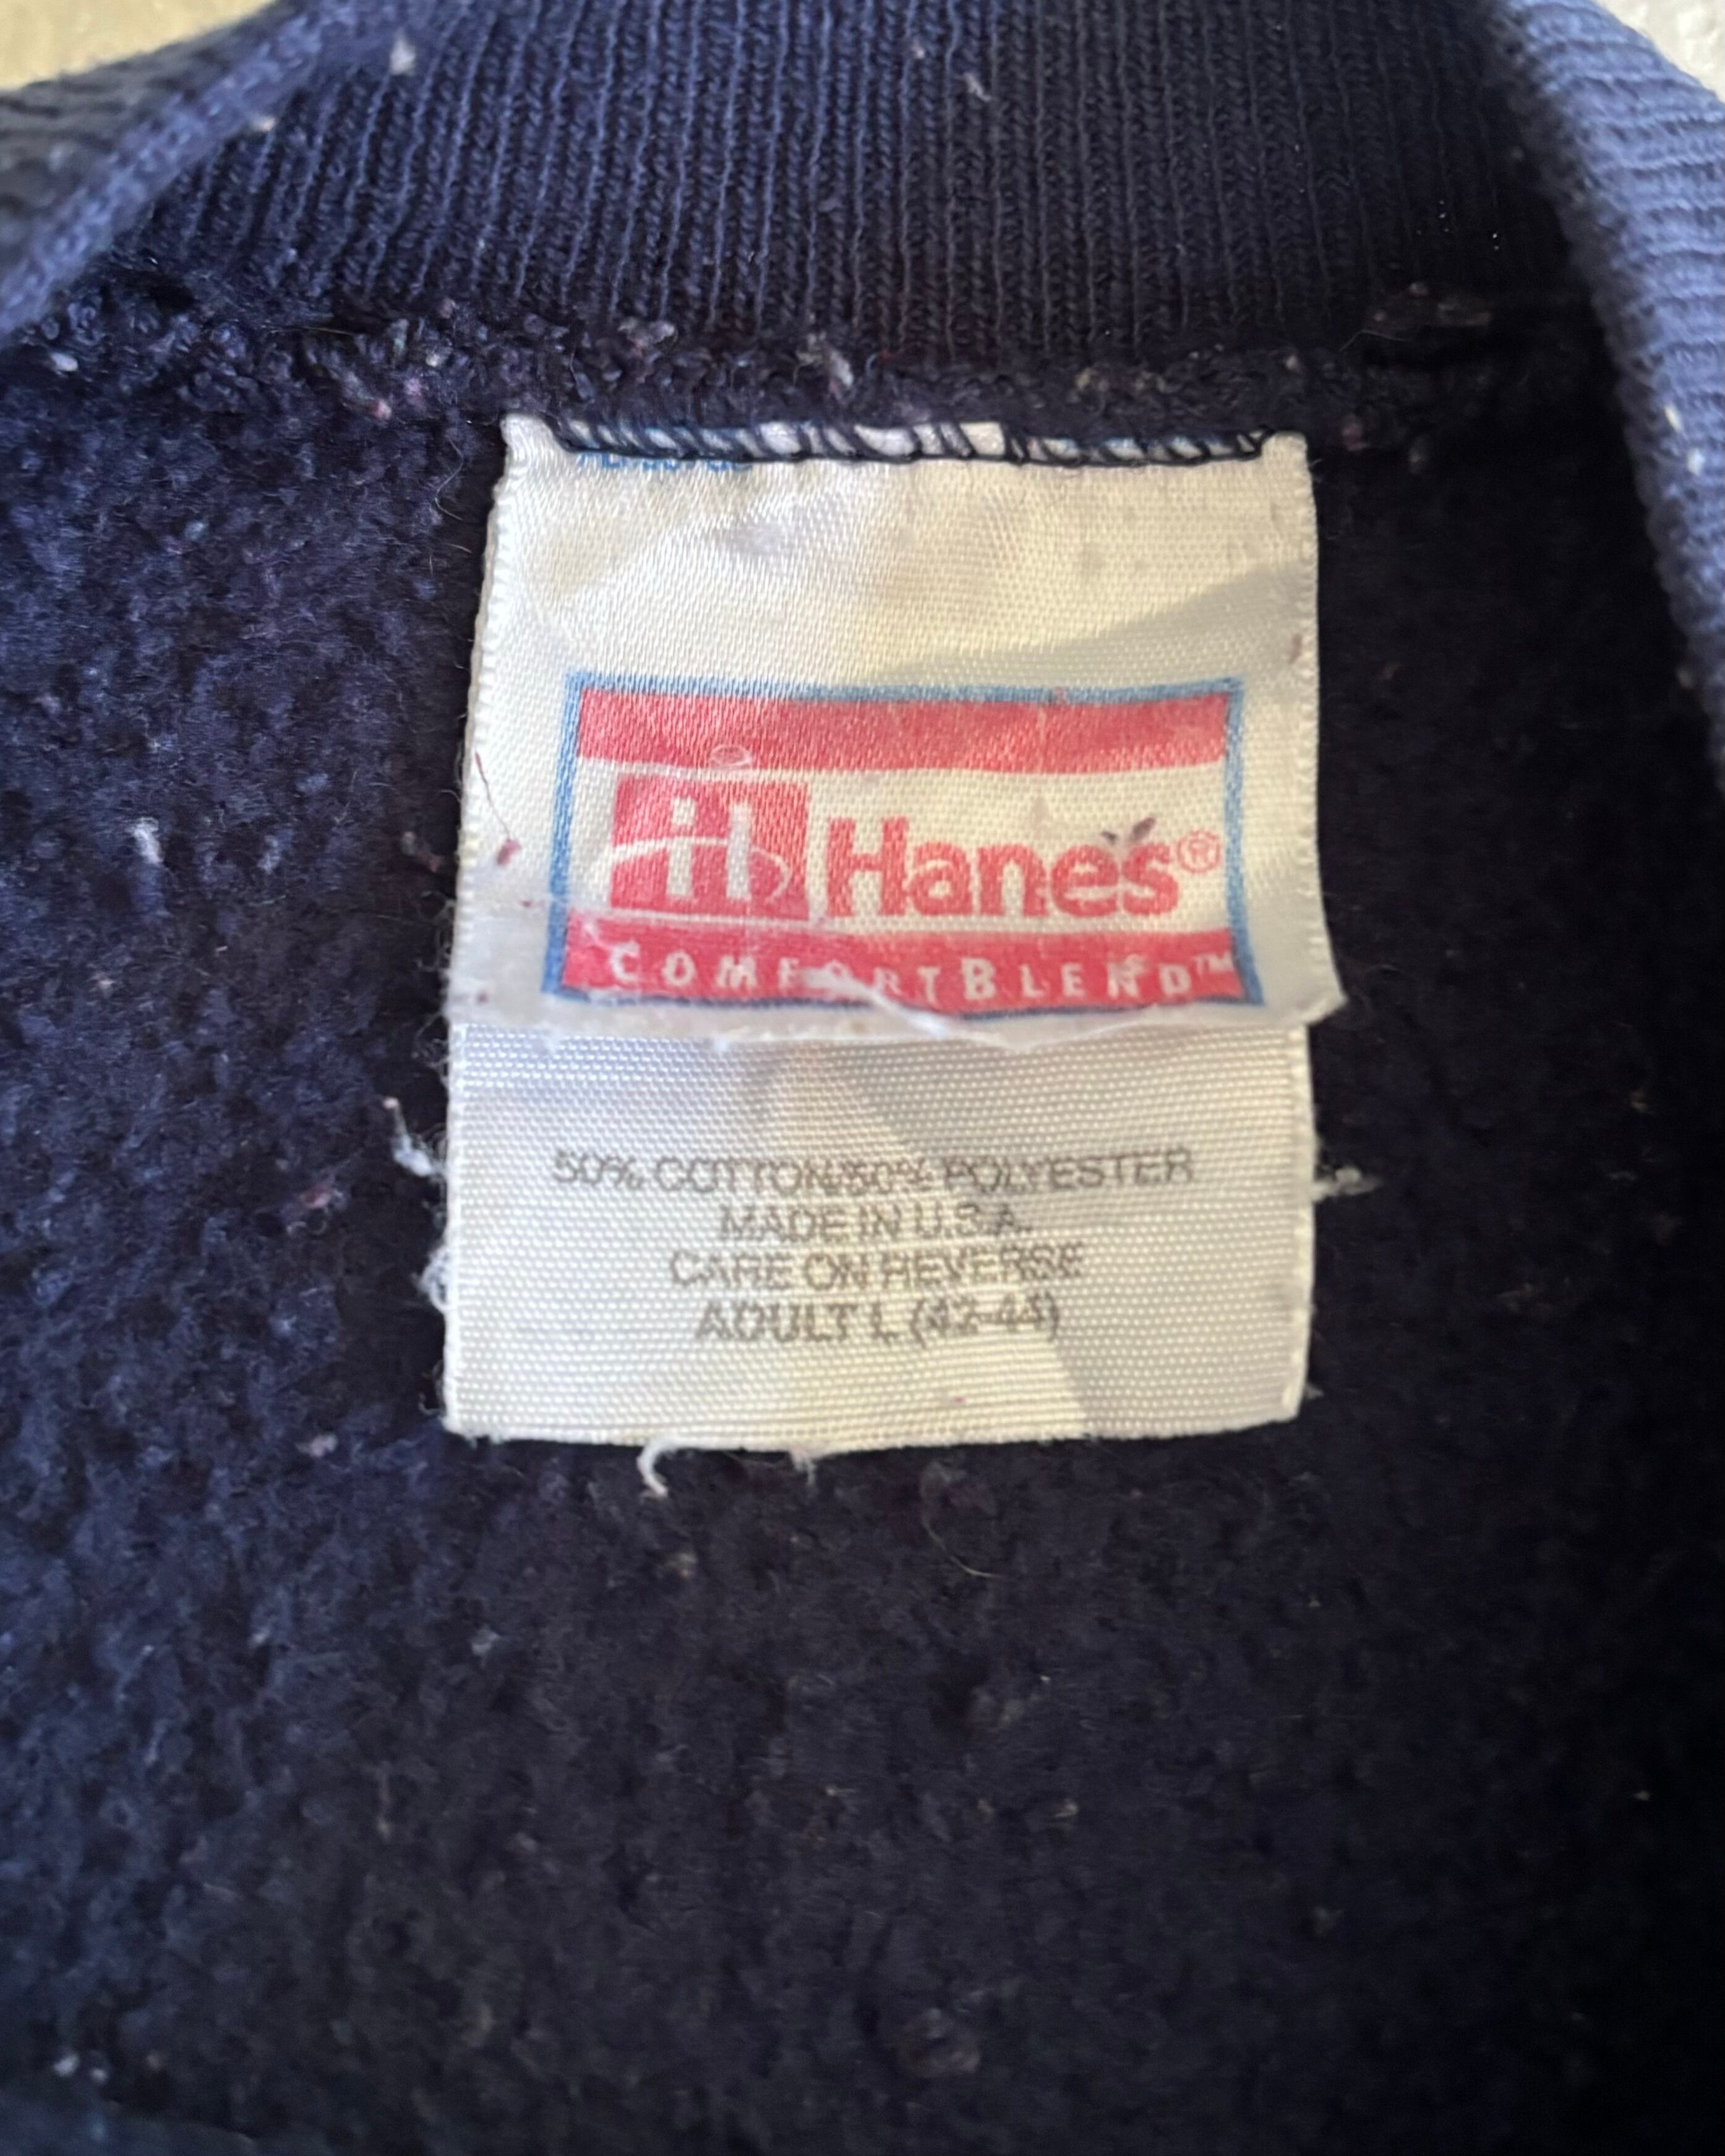 Hanes®
COMFORTBLEND™
50% COTTON/50% POLYESTER
MADE IN U.S.A.
CARE ON REVERSE
ADULT L (42-44)